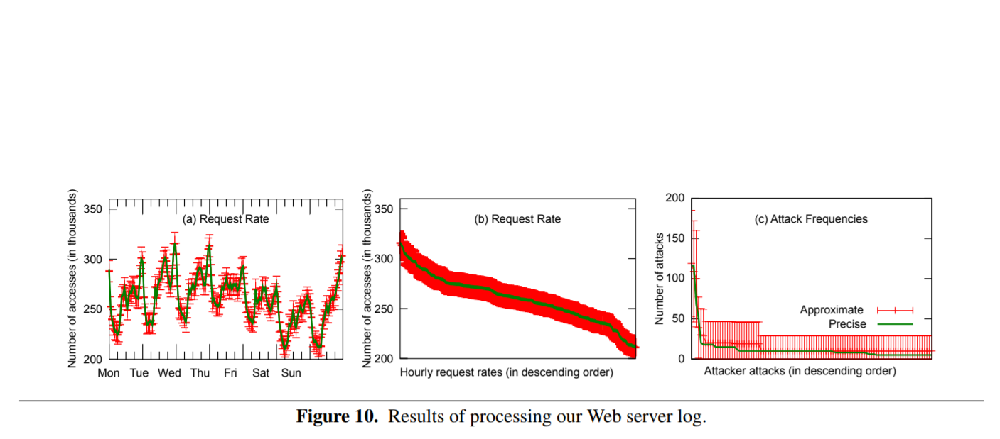 Number of accesses (in thousands)
350
300
250
200
(a) Request Rate
Mon Tue Wed Thu Fri Sat Sun
Number of accesses (in thousands)
350
300
250
200
(b) Request Rate
Hourly request rates (in descending order)
Number of attacks
200
150
100
50
0
(c) Attack Frequencies
Approximate
Precise
Attacker attacks (in descending order)
Figure 10. Results of processing our Web server log.